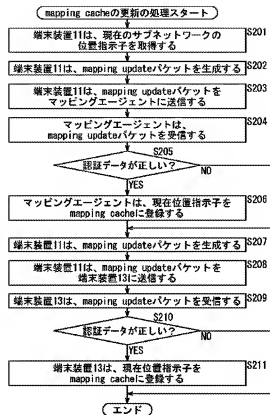 mapping cacheの更新の処理スタート
端末装置11は、現在のサブネットワークの
位置指示子を取得する
S201
端末装置11は、mapping updateパケットを生成する
S202
端末装置11は、mapping updateパケットを
マッピングエージェントに送信する
S203
マッピングエージェントは、
mapping updateパケットを受信する
S204
S205
認証データが正しい？
NO
YES
マッピングエージェントは、現在位置指示子を
mapping cacheに登録する
S206
端末装置11は、mapping updateパケットを生成する
S207
端末装置11は、mapping updateパケットを
端末装置13に送信する
S208
端末装置13は、mapping updateパケットを受信する
S209
S210
認証データが正しい？
NO
YES
端末装置13は、現在位置指示子を
mapping cacheに登録する
S211
エンド